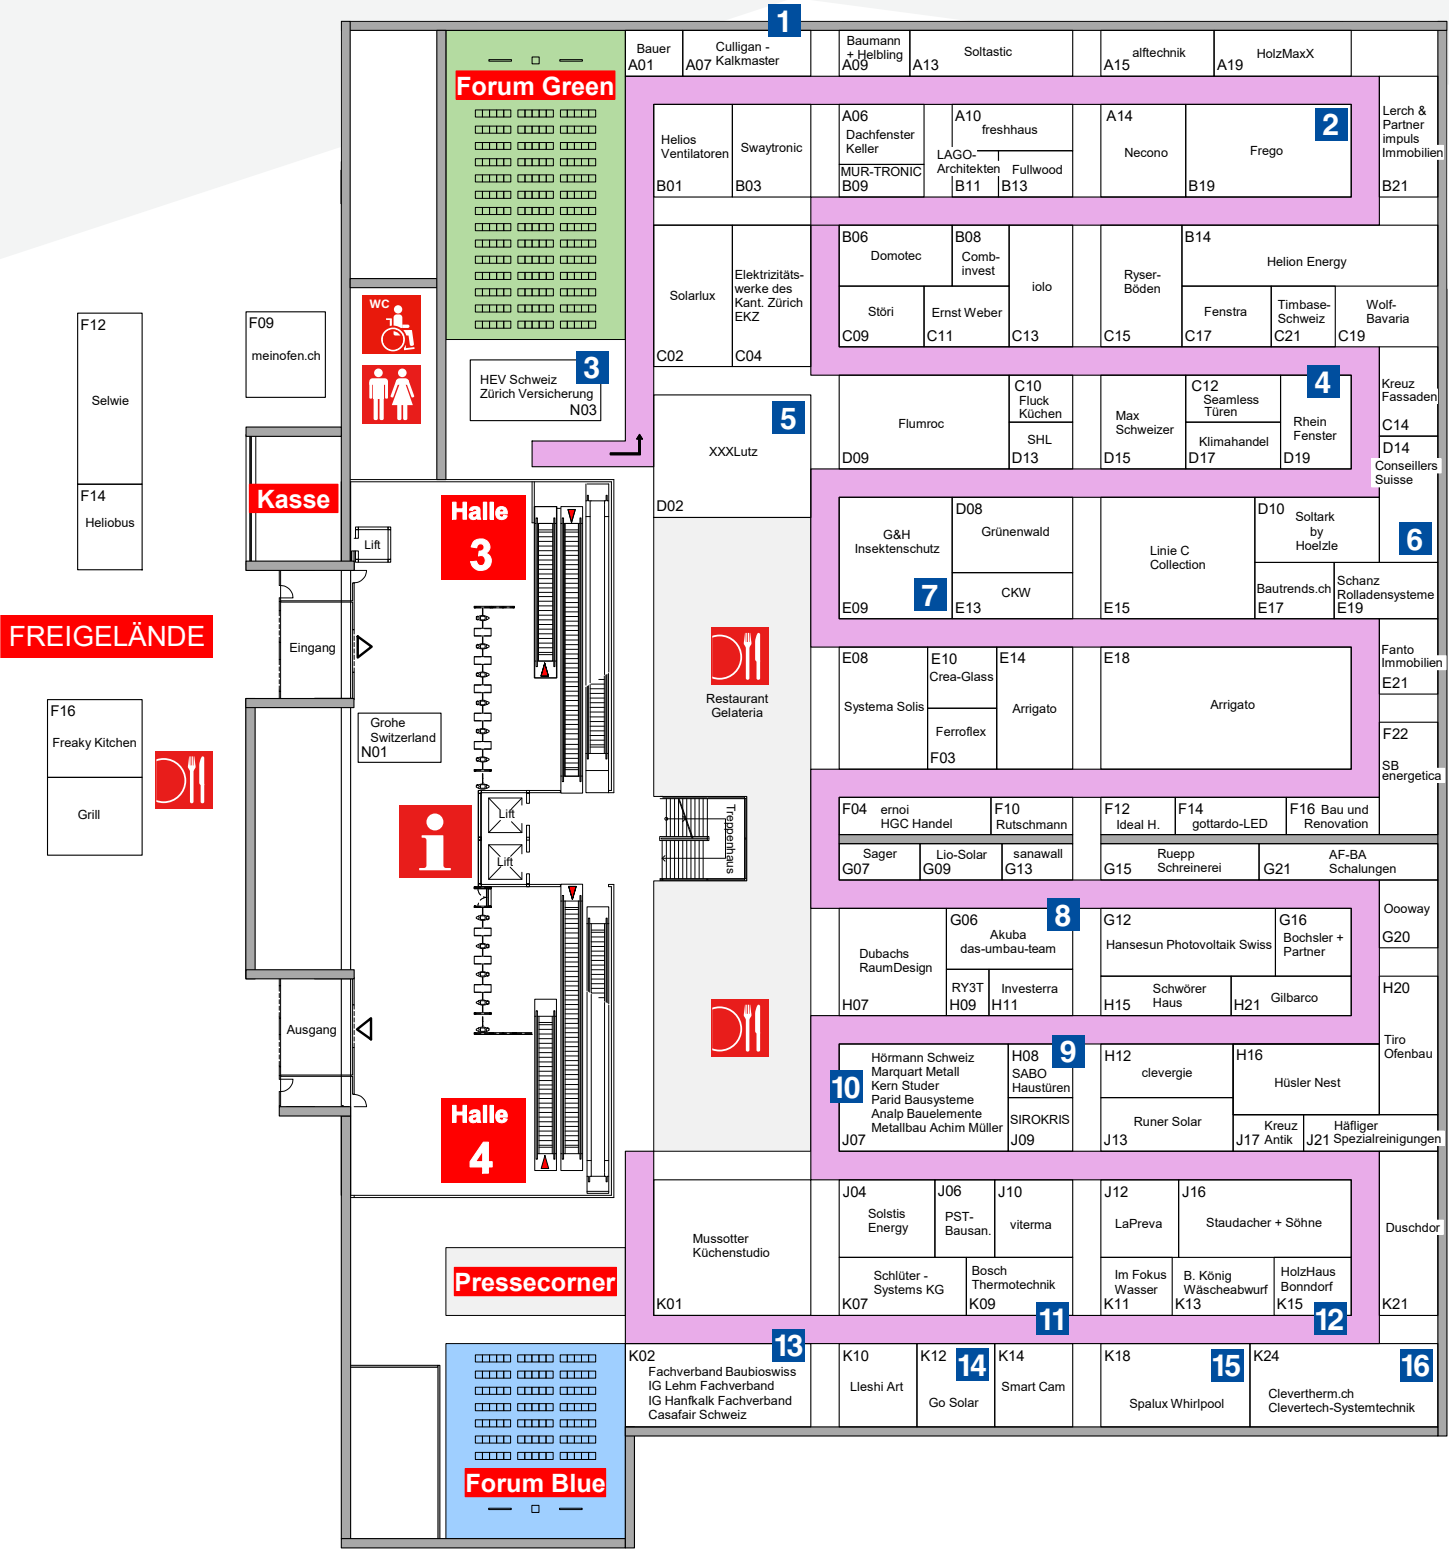 1
Bauer
A01
Culligan -
A07 Kalkmaster
Baumann
+ Helbling
A09
Soltastic
A13
alftechnik
A15
HolzMaxX
A19
Forum Green
Helios
Ventilatoren
B01
Swaytronic
B03
A06
Dachfenster
Keller
MUR-TRONIC
B09
A10
freshhaus
LAGO-
Architekten
B11
Fullwood
B13
A14
Necono
2
Frego
B19
Lerch &
Partner
impuls
Immobilien
B21
Solarlux
C02
Elektrizitäts-
werke des
Kant. Zürich
EKZ
C04
B06
Domotec
B08
Comb-
invest
iolo
C13
Störi
C09
Ernst Weber
C11
Ryser-
Böden
C15
B14
Helion Energy
Fenstra
C17
Timbase-
Schweiz
C21
Wolf-
Bavaria
C19
WC
F12
Selwie
F14
Heliobus
F09
meinofen.ch
3
HEV Schweiz
Zürich Versicherung
N03
5
XXXLutz
D02
Flumroc
D09
C10
Fluck
Küchen
SHL
D13
Max
Schweizer
D15
C12
Seamless
Türen
Klimahandel
D17
4
Rhein
Fenster
D19
Kreuz
Fassaden
C14
D14
Conseillers
Suisse
6
Kasse
Lift
Halle
3
G&H
Insektenschutz
7
E09
D08
Grünenwald
CKW
E13
Linie C
Collection
E15
D10
Soltark
by
Hoelzle
Bautrends.ch
E17
Schanz
Rolladensysteme
E19
FREIGELÄNDE
Eingang
Restaurant
Gelateria
E08
Systema Solis
E10
Crea-Glass
Ferroflex
F03
E14
Arrigato
E18
Arrigato
Fanto
Immobilien
E21
F22
SB
energetica
F16
Freaky Kitchen
Grill
Grohe
Switzerland
N01
i
Lift
Lift
Treppenhaus
F04 ernoi
HGC Handel
F10
Rutschmann
F12
Ideal H.
F14
gottardo-LED
F16 Bau und
Renovation
Sager
G07
Lio-Solar
G09
sanawall
G13
Ruepp
G15 Schreinerei
AF-BA
G21 Schalungen
Dubachs
RaumDesign
H07
8
G06
Akuba
das-umbau-team
RY3T
H09
Investerra
H11
G12
Hansesun Photovoltaik Swiss
G16
Bochsler +
Partner
Schwörer
Haus
H15
Gilbarco
H21
Oooway
G20
H20
Tiro
Ofenbau
Ausgang
9
10
Hörmann Schweiz
Marquart Metall
Kern Studer
Parid Bausysteme
Analp Bauelemente
Metallbau Achim Müller
J07
H08
SABO
Haustüren
SIROKRIS
J09
H12
clevergie
Runer Solar
J13
H16
Hüsler Nest
Kreuz
J17 Antik
Häfliger
J21 Spezialreinigungen
Halle
4
Mussotter
Küchenstudio
K01
J04
Solstis
Energy
J06
PST-
Bausan.
J10
viterma
J12
LaPreva
J16
Staudacher + Söhne
Duschdor
K21
Schlüter -
Systems KG
K07
Bosch
Thermotechnik
K09
Im Fokus
Wasser
K11
B. König
Wäscheabwurf
K13
HolzHaus
Bonndorf
K15
Pressecorner
11
12
13
K02
Fachverband Baubioswiss
IG Lehm Fachverband
IG Hanfkalk Fachverband
Casafair Schweiz
K10
Lleshi Art
K12
14
Go Solar
K14
Smart Cam
K18
15
Spalux Whirlpool
K24
16
Clevertherm.ch
Clevertech-Systemtechnik
Forum Blue